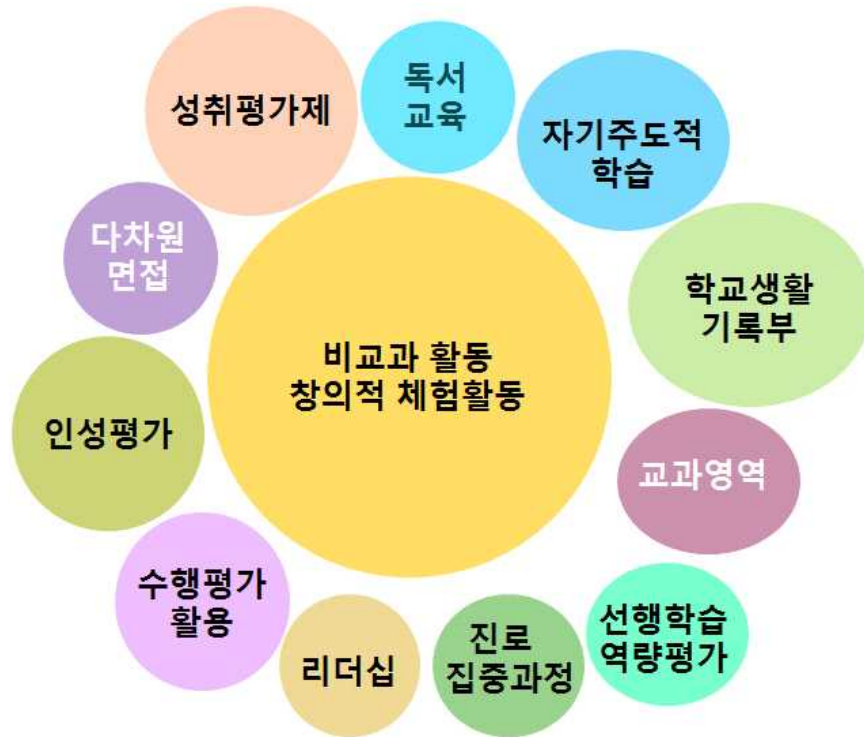 성취평가제
독서
교육
자기주도적
학습
학교생활
기록부
다차원
면접
비교과 활동
창의적 체험활동
인성평가
교과영역
수행평가
활용
리더십
진로
집중과정
선행학습
역량평가